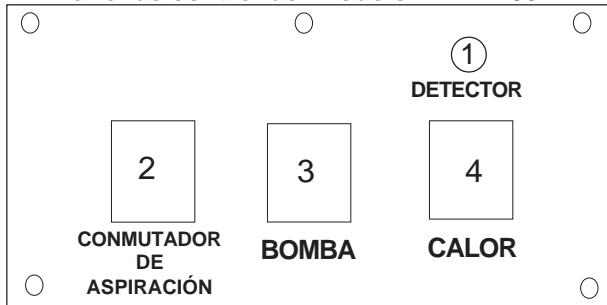 1
DETECTOR
2
3
4
CONMUTADOR
DE
ASPIRACIÓN
BOMBA
CALOR